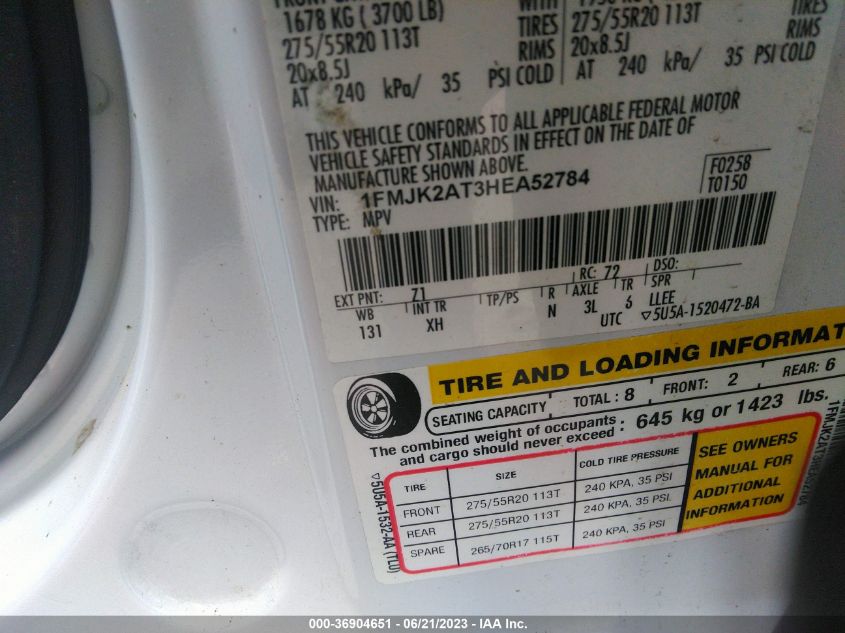 WITH
1678 KG ( 3700 LB)
275/55R20 113T TIRES 275/55R20 113T TIRES
20x8.5J RIMS 20x8.5J RIMS
AT 240 kPa/ 35 PSI COLD AT 240 kPa/ 35 PSI COLD
THIS VEHICLE CONFORMS TO ALL APPLICABLE FEDERAL MOTOR
VEHICLE SAFETY STANDARDS IN EFFECT ON THE DATE OF
MANUFACTURE SHOWN ABOVE.
VIN: 1FMJK2AT3HEA52784
TYPE: MPV
F0258
T0150
EXT PNT: Z1 RC: 72 DSO:
WB INT TR TP/PS R AXLE TR SPR
131 XH N 3L 6 LLEE
UTC ▽5U5A-1520472-BA
TIRE AND LOADING INFORMAT
SEATING CAPACITY TOTAL : 8 FRONT: 2 REAR: 6
The combined weight of occupants and cargo should never exceed : 645 kg or 1423 lbs.
TIRE SIZE COLD TIRE PRESSURE
FRONT 275/55R20 113T 240 KPA, 35 PSI
REAR 275/55R20 113T 240 KPA, 35 PSI.
SPARE 265/70R17 115T 240 KPA, 35 PSI
SEE OWNERS
MANUAL FOR
ADDITIONAL
INFORMATION
▽5U5A-1532-AA (TLU)
000-36904651 - 06/21/2023 - IAA Inc.